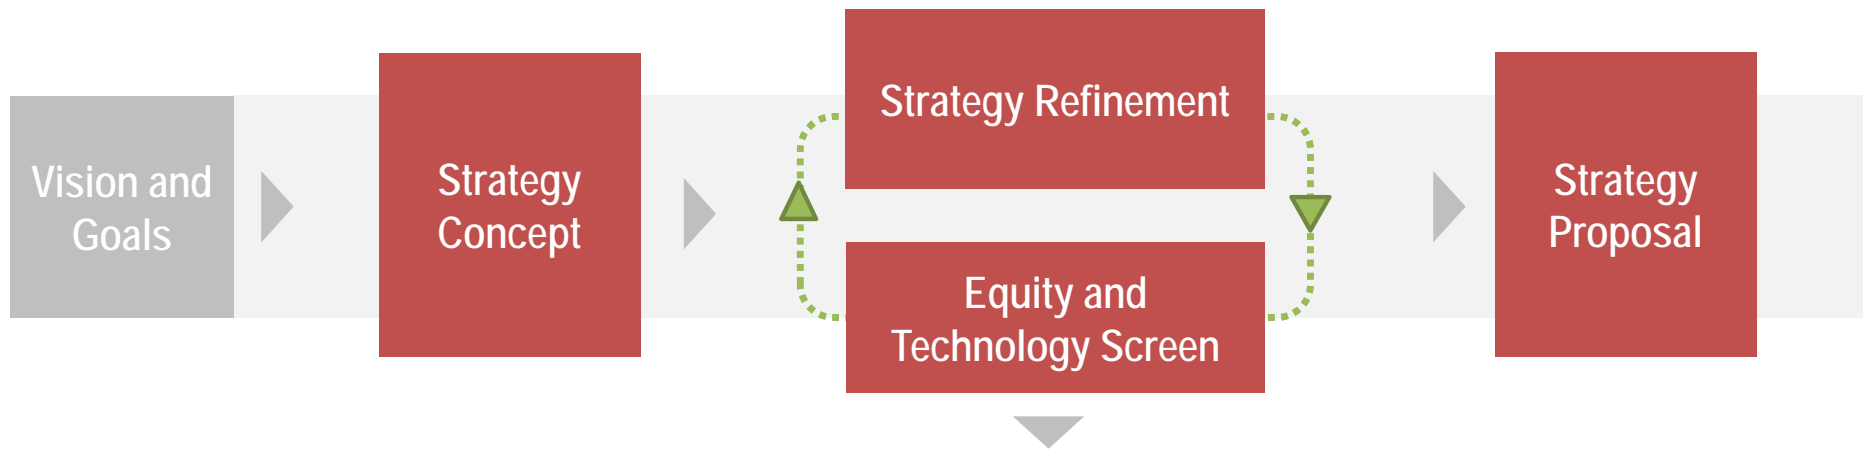 Vision and
Goals
Strategy
Concept
Strategy Refinement
Equity and
Technology Screen
Strategy
Proposal